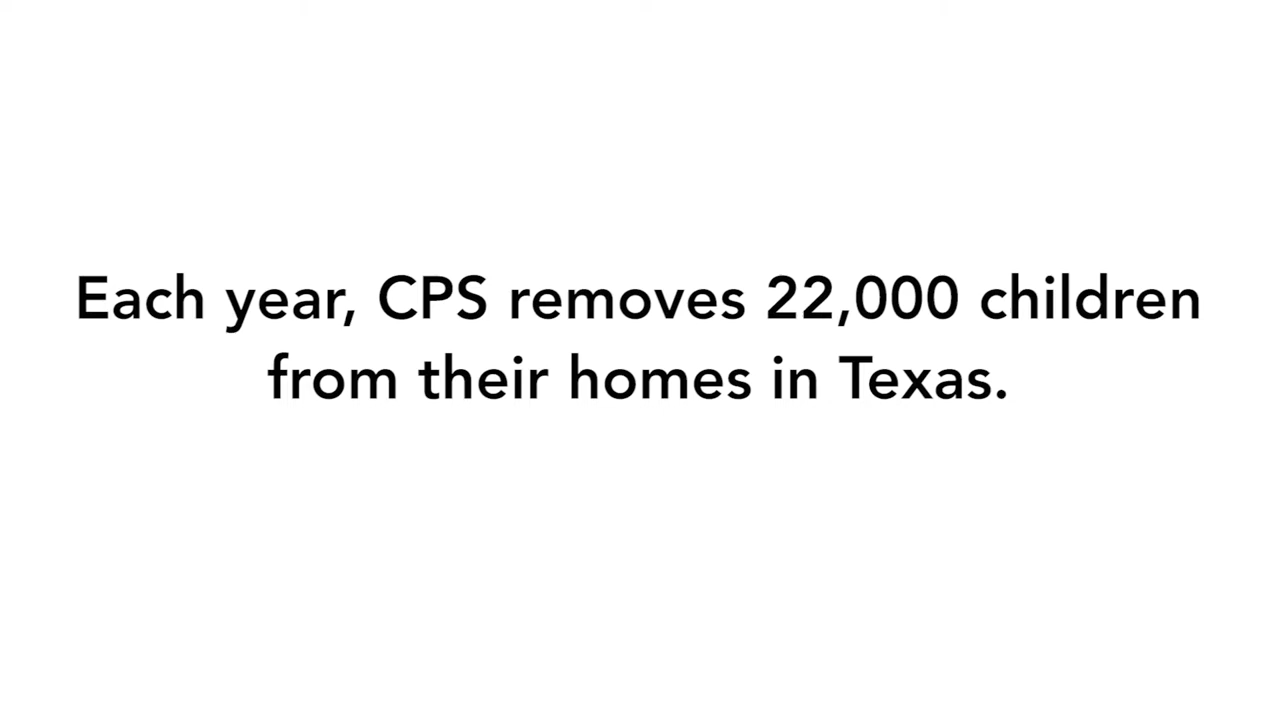 Each year, CPS removes 22,000 children
from their homes in Texas.